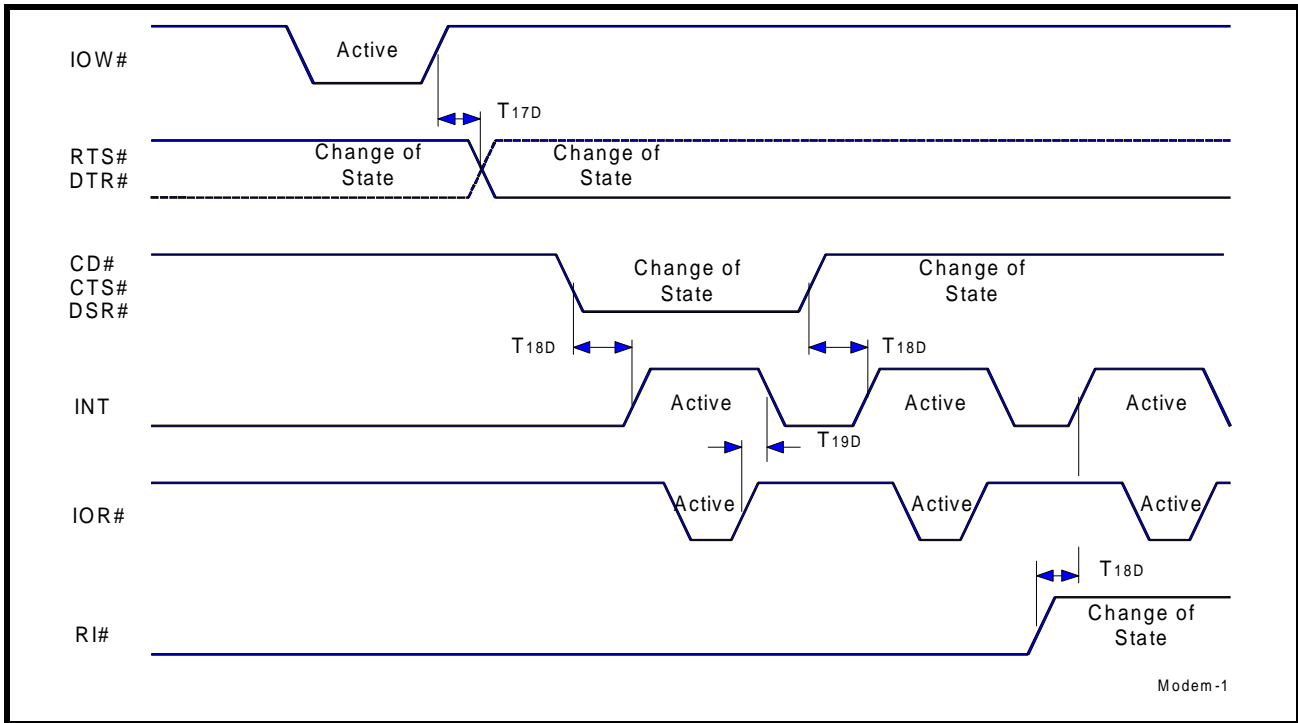 IOW#
Active
T17D
RTS#
DTR#
Change of
State
Change of
State
CD#
CTS#
DSR#
Change of
State
Change of
State
T18D
T18D
INT
Active
Active
Active
T19D
IOR#
Active
Active
Active
T18D
RI#
Change of
State
Modem-1